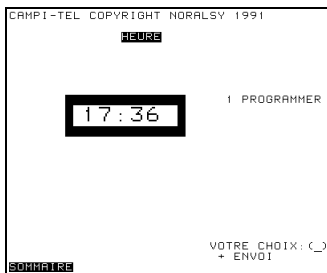 CAMPI-TEL COPYRIGHT NORALSY 1991
HEURE
17:36
1 PROGRAMMER
VOTRE CHOIX:(_)
+ ENVOI
SOMMAIRE